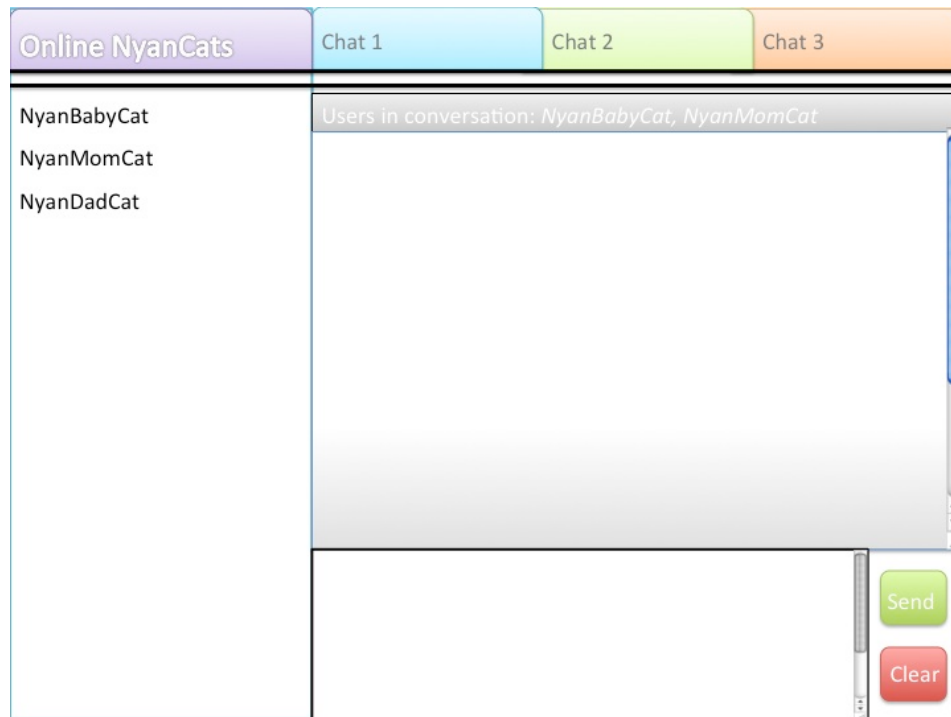 Online NyanCats
Chat 1
Chat 2
Chat 3
NyanBabyCat
NyanMomCat
NyanDadCat
Users in conversation: NyanBabyCat, NyanMomCat
Send
Clear